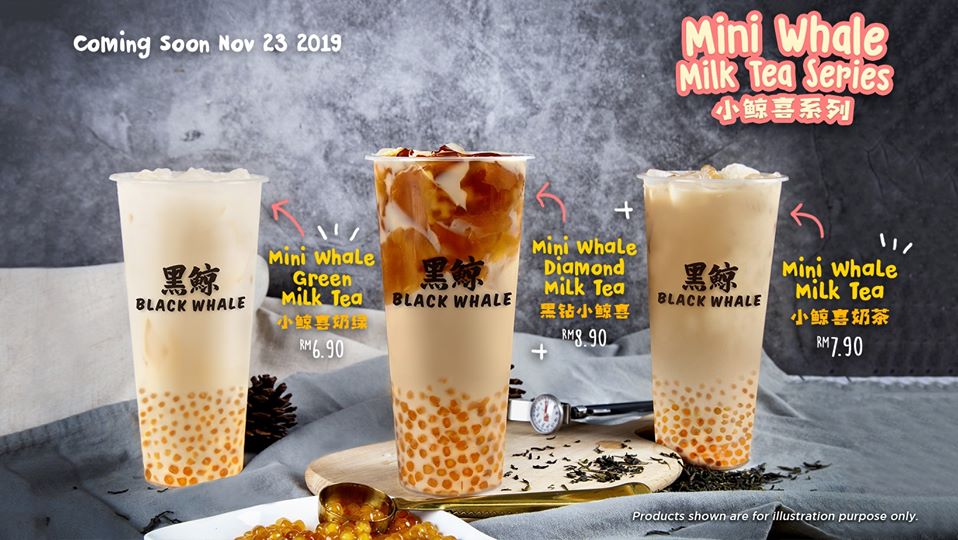 Coming Soon Nov 23 2019
Mini Whale
Milk Tea Series
小鲸喜系列
黑鲸
BLACK WHALE
Mini Whale
Green
Milk Tea
小鲸喜奶绿
RM6.90
黑鲸
BLACK WHALE
Mini Whale
Diamond
Milk Tea
黑钻小鲸喜
RM8.90
黑鲸
BLACK WHALE
Mini Whale
Milk Tea
小鲸喜奶茶
RM7.90
Products shown are for illustration purpose only.